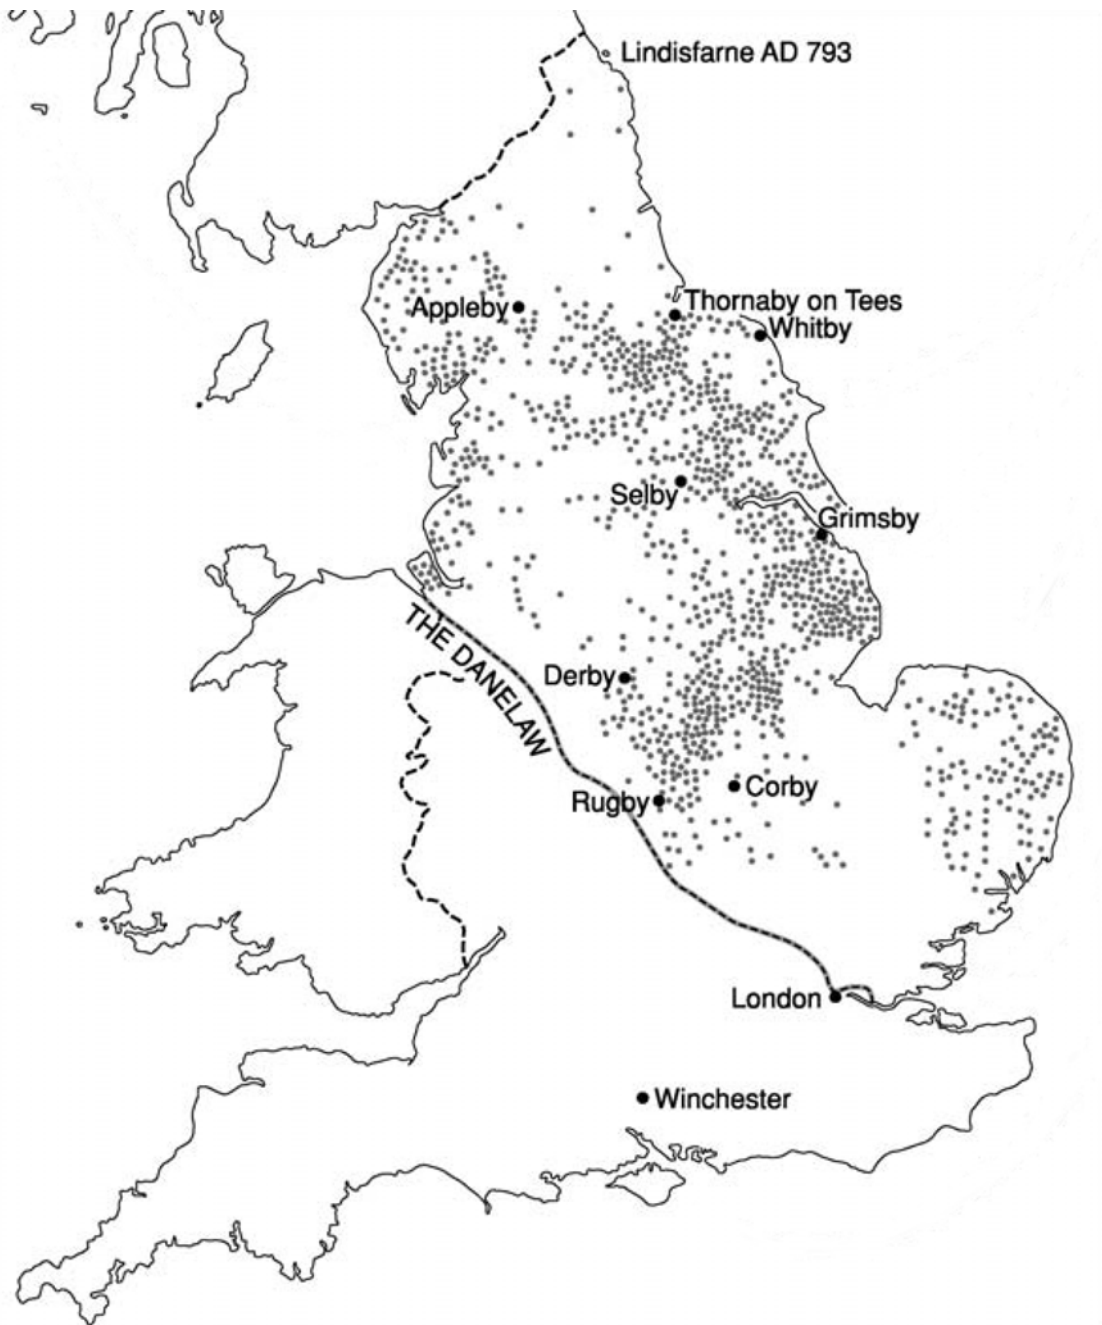 Lindisfarne AD 793
Appleby
Thornaby on Tees
Whitby
Selby
Grimsby
THE DANELAW
Derby
Rugby
Corby
London
Winchester